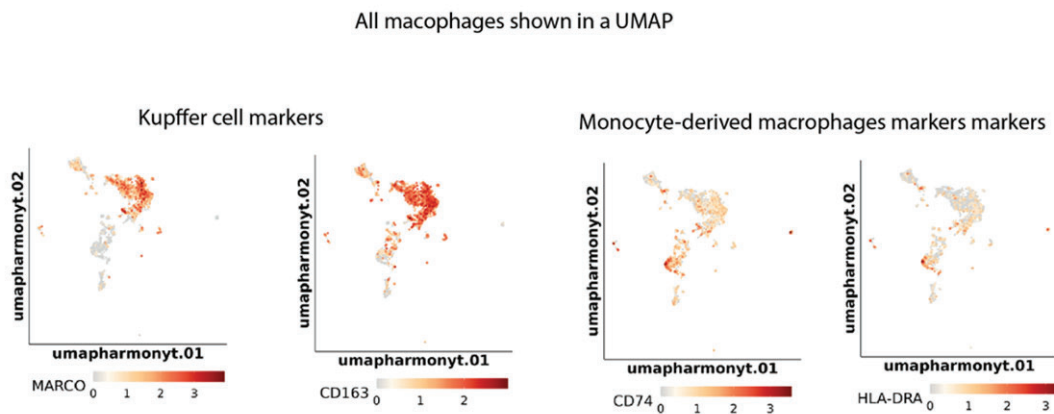 All macophages shown in a UMAP
Kupffer cell markers
Monocyte-derived macrophages markers markers
umapharmonyt.02
umapharmonyt.01
MARCO 0 1 2 3
umapharmonyt.02
umapharmonyt.01
CD163 0 1 2
umapharmonyt.02
umapharmonyt.01
CD74 0 1 2 3
umapharmonyt.02
umapharmonyt.01
HLA-DRA 0 1 2 3